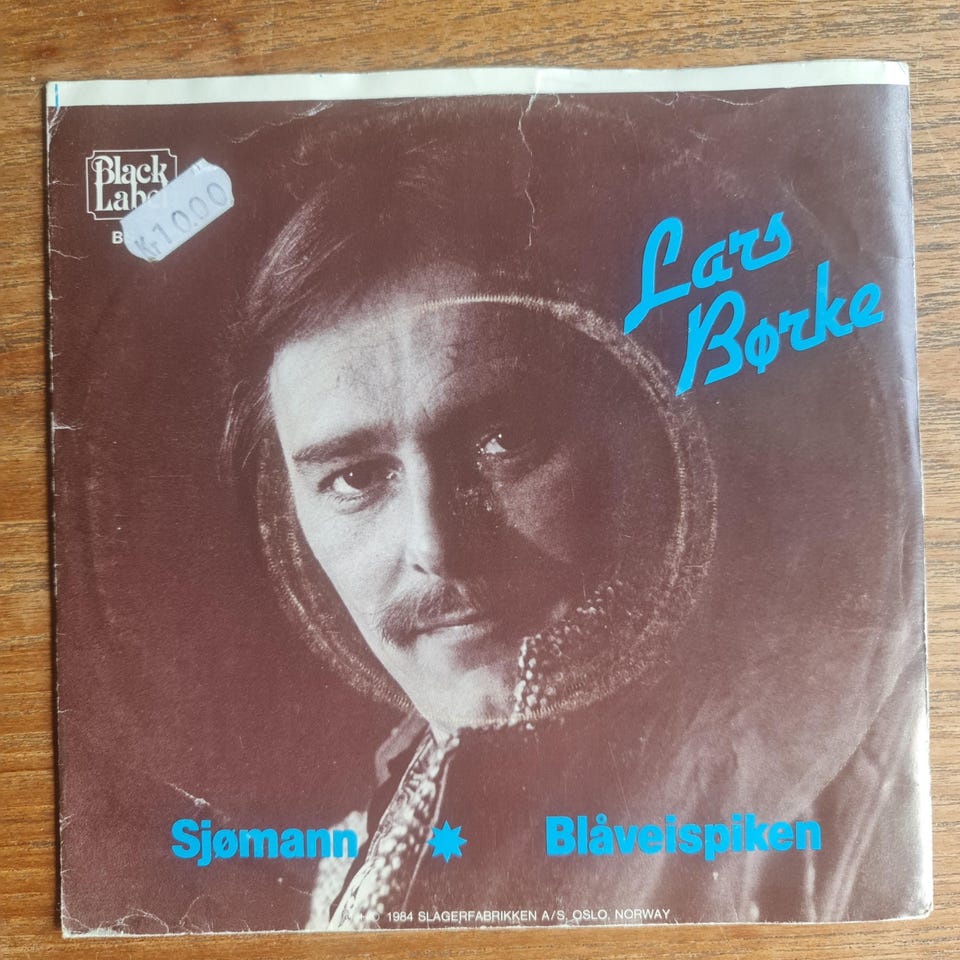 Black
Label
Kr 10.00
Lars
Børke
Sjømann * Blåveispiken
1984 SLAGERFABRIKKEN A/S, OSLO, NORWAY